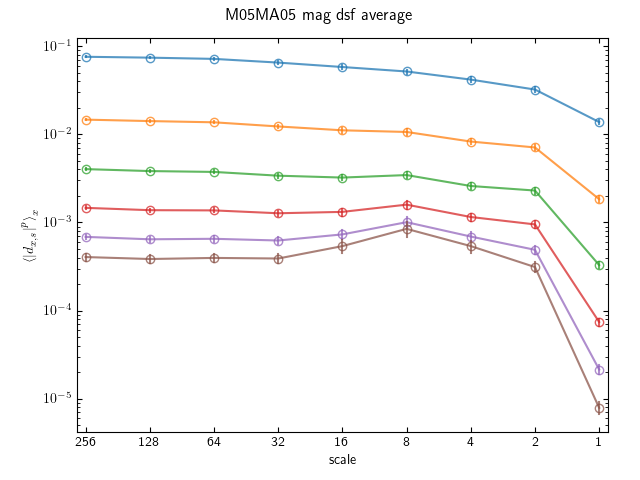 M05MA05 mag dsf average
10⁻¹
10⁻²
10⁻³
10⁻⁴
10⁻⁵
⟨|d_{x,s}|^p⟩_x
256 128 64 32 16 8 4 2 1
scale